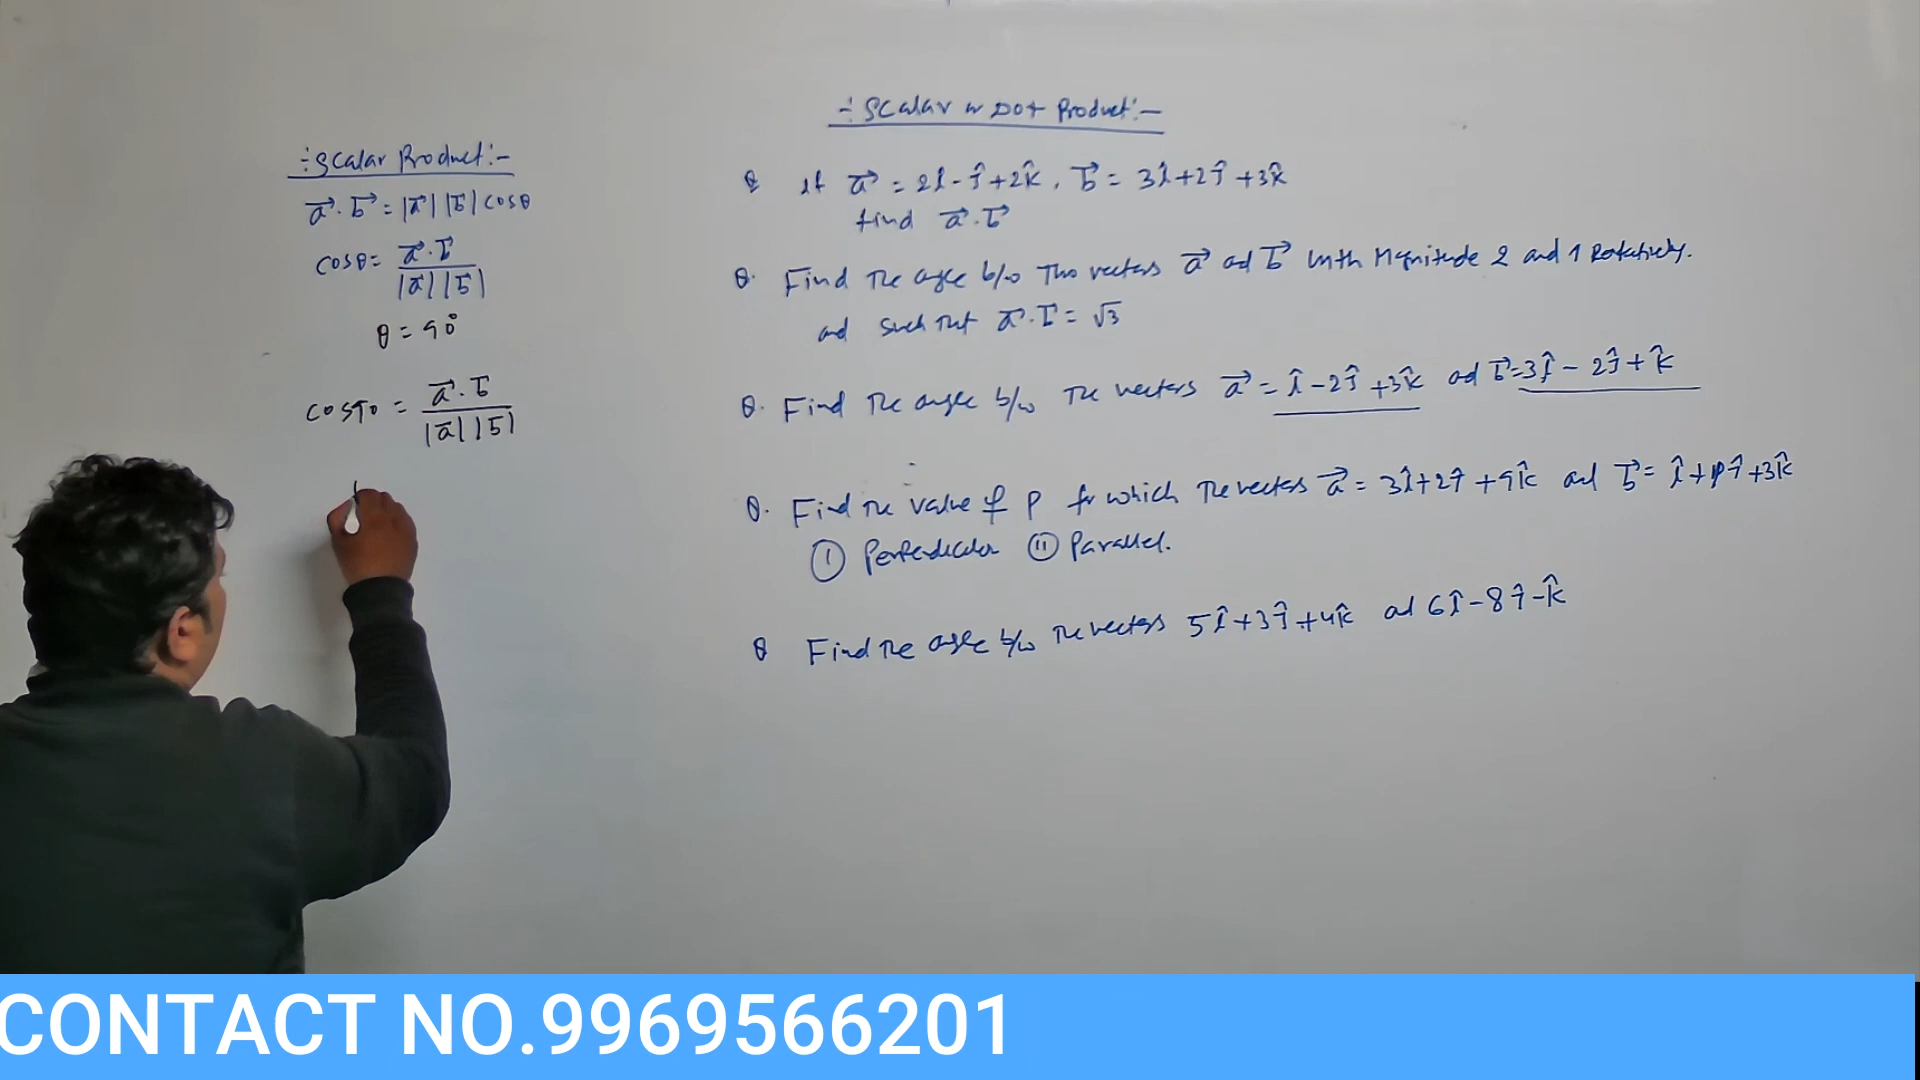 -: Scalar Product :-
a⃗ . b⃗ = |a⃗| |b⃗| cosθ
cosθ = a⃗ . b⃗ / |a⃗| |b⃗|
θ = 90°
cos90 = a⃗ . b⃗ / |a⃗| |b⃗|
-: Scalar or Dot Product :-
Q If a⃗ = 2î - ĵ + 2k̂ , b⃗ = 3î + 2ĵ + 3k̂
find a⃗ . b⃗
Q. Find The angle b/w Two vectors a⃗ and b⃗ with Magnitude 2 and 1
and such that a⃗ . b⃗ = √3
Q. Find The angle b/w The vectors a⃗ = î - 2ĵ + 3k̂ and b⃗ = 3î - 2ĵ + k̂
Q. Find The value of p for which The vectors a⃗ = 3î + 2ĵ + 9k̂ and b⃗ = î + pĵ + 3k̂
(I) Perpendicular (II) Parallel.
Q Find The angle b/w The vectors 5î + 3ĵ + 4k̂ and 6î - 8ĵ - k̂
CONTACT NO.9969566201